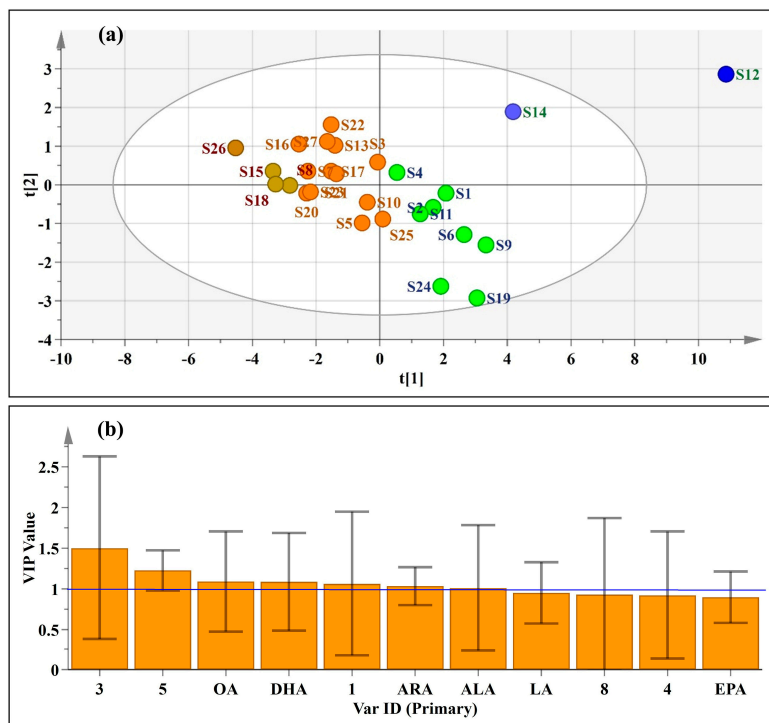 (a)
3
2
1
0
-1
-2
-3
-4
t[2]
S12
S14
S22
S16 S27 S13 S3
S26
S15 S8 S7 S17 S4
S18
S20 S23 S21 S10 S1
S2 S11
S5 S25 S6 S9
S24 S19
-10 -8 -6 -4 -2 0 2 4 6 8 10
t[1]
(b)
2.5
2
1.5
1
0.5
0
VIP Value
3 5 OA DHA 1 ARA ALA LA 8 4 EPA
Var ID (Primary)